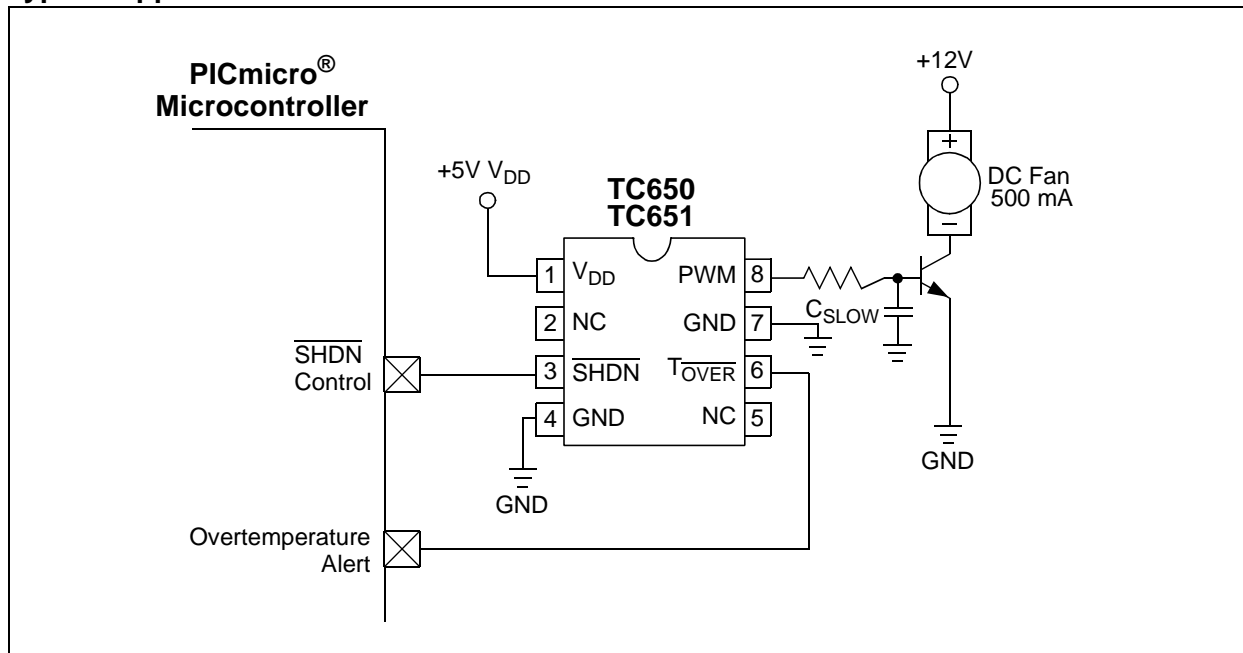 PICmicro®
Microcontroller
+12V
+
DC Fan
500 mA
–
+5V VDD
TC650
TC651
1 VDD
PWM 8
2 NC
GND 7
CSLOW
SHDN
Control
3 SHDN
TOVER 6
4 GND
NC 5
GND
GND
Overtemperature
Alert